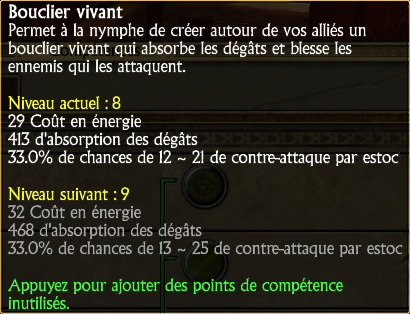 Bouclier vivant
Permet à la nymphe de créer autour de vos alliés un
bouclier vivant qui absorbe les dégâts et blesse les
ennemis qui les attaquent.
Niveau actuel : 8
29 Coût en énergie
413 d'absorption des dégâts
33.0% de chances de 12 ~ 21 de contre-attaque par estoc
Niveau suivant : 9
32 Coût en énergie
468 d'absorption des dégâts
33.0% de chances de 13 ~ 25 de contre-attaque par estoc
Appuyez pour ajouter des points de compétence
inutilisés.